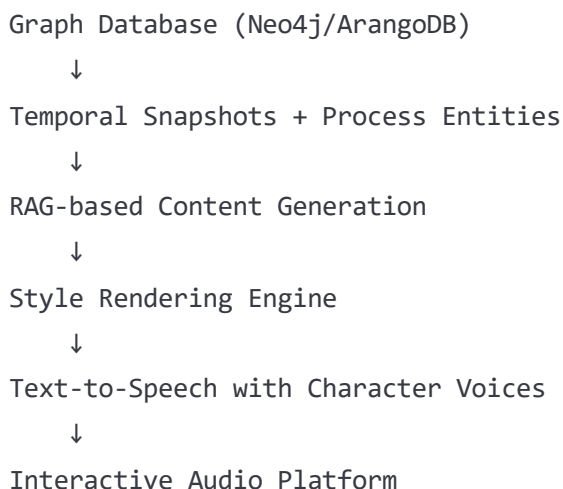 Graph Database (Neo4j/ArangoDB)
↓
Temporal Snapshots + Process Entities
↓
RAG-based Content Generation
↓
Style Rendering Engine
↓
Text-to-Speech with Character Voices
↓
Interactive Audio Platform